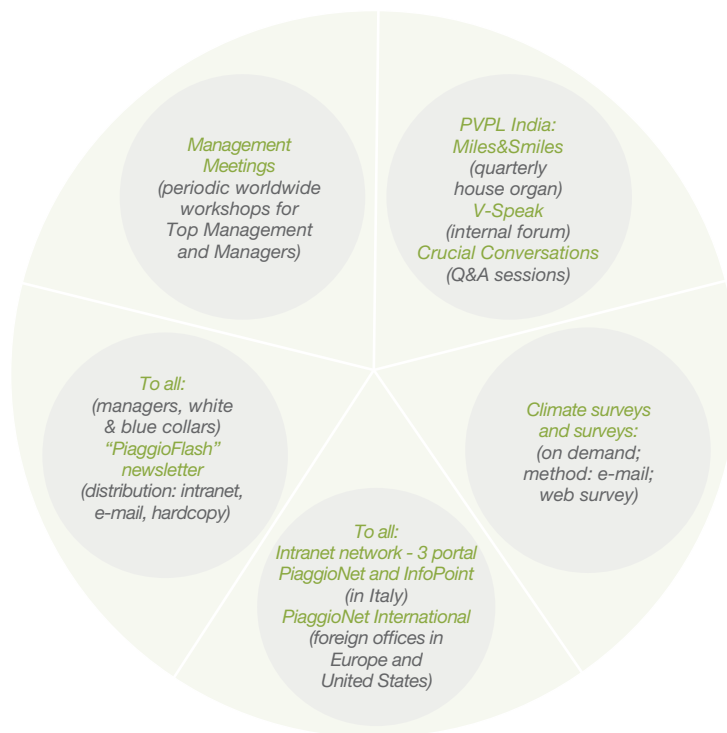 Management
Meetings
(periodic worldwide
workshops for
Top Management
and Managers)
PVPL India:
Miles&Smiles
(quarterly
house organ)
V-Speak
(internal forum)
Crucial Conversations
(Q&A sessions)
To all:
(managers, white
& blue collars)
“PiaggioFlash”
newsletter
(distribution: intranet,
e-mail, hardcopy)
Climate surveys
and surveys:
(on demand;
method: e-mail;
web survey)
To all:
Intranet network - 3 portal
PiaggioNet and InfoPoint
(in Italy)
PiaggioNet International
(foreign offices in
Europe and
United States)